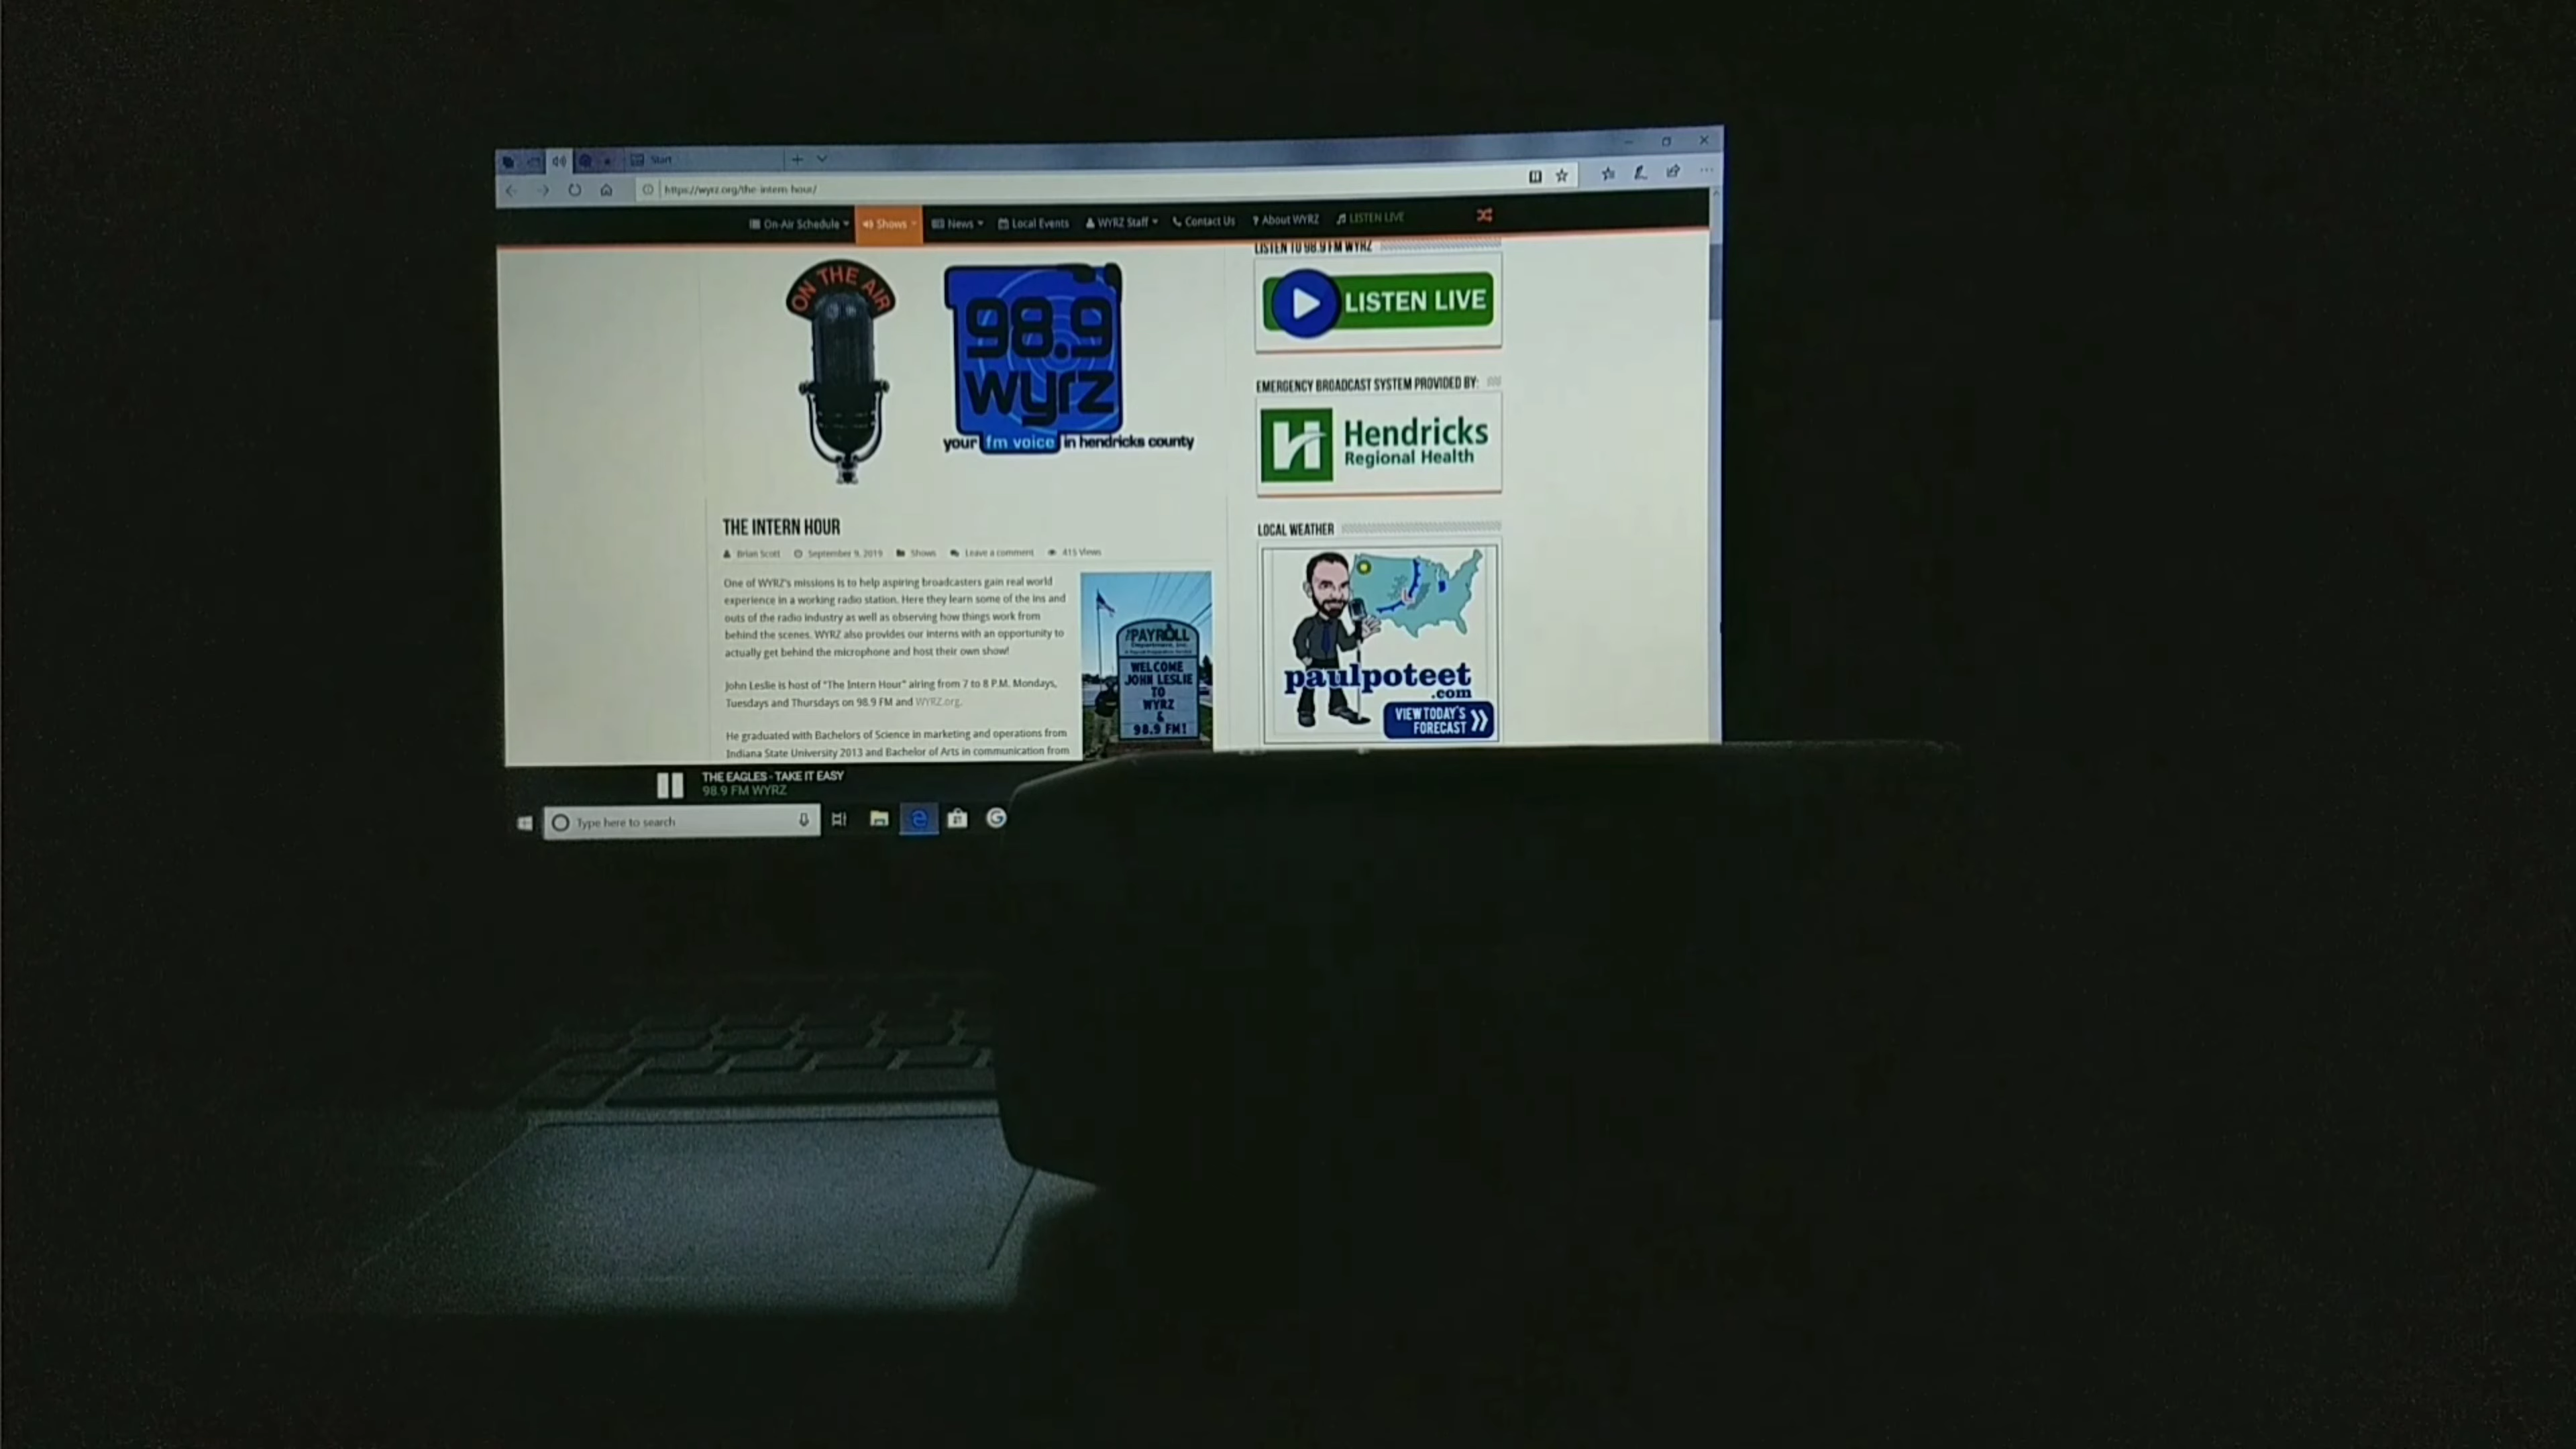 Start
https://wyrz.org/the-intern-hour/
On-Air Schedule Shows News Local Events WYRZ Staff Contact Us ? About WYRZ LISTEN LIVE
ON THE AIR
98.9
wyrz
your fm voice in hendricks county
LISTEN TO 98.9 FM WYRZ
LISTEN LIVE
EMERGENCY BROADCAST SYSTEM PROVIDED BY:
Hendricks
Regional Health
THE INTERN HOUR
Brian Scott September 9, 2019 Shows Leave a comment 415 Views
One of WYRZ's missions is to help aspiring broadcasters gain real world
experience in a working radio station. Here they learn some of the ins and
outs of the radio industry as well as observing how things work from
behind the scenes. WYRZ also provides our interns with an opportunity to
actually get behind the microphone and host their own show!
John Leslie is host of "The Intern Hour" airing from 7 to 8 P.M. Mondays,
Tuesdays and Thursdays on 98.9 FM and WYRZ.org.
He graduated with Bachelors of Science in marketing and operations from
Indiana State University 2013 and Bachelor of Arts in communication from
PAYROLL
WELCOME
JOHN LESLIE
TO
WYRZ
&
98.9 FM!
LOCAL WEATHER
paulpoteet
.com
VIEW TODAY'S
FORECAST
THE EAGLES - TAKE IT EASY
98.9 FM WYRZ
Type here to search